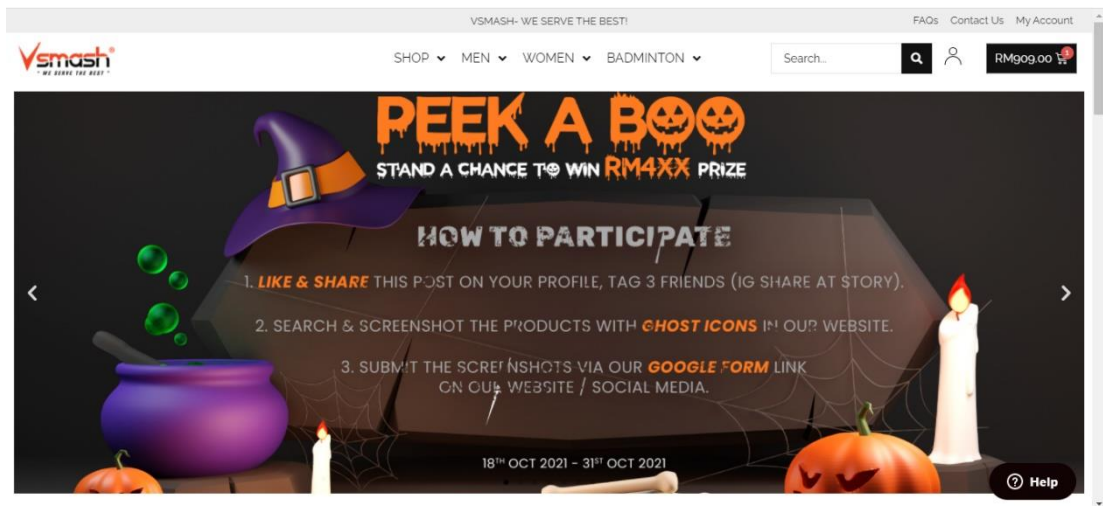 VSMASH- WE SERVE THE BEST!
FAQs Contact Us My Account
Vsmash®
- WE SERVE THE BEST -
SHOP MEN WOMEN BADMINTON
Search...
RM909.00 1
PEEK A BOO
STAND A CHANCE TO WIN RM4XX PRIZE
HOW TO PARTICIPATE
1. LIKE & SHARE THIS POST ON YOUR PROFILE, TAG 3 FRIENDS (IG SHARE AT STORY).
2. SEARCH & SCREENSHOT THE PRODUCTS WITH GHOST ICONS IN OUR WEBSITE.
3. SUBMIT THE SCREENSHOTS VIA OUR GOOGLE FORM LINK
ON OUR WEBSITE / SOCIAL MEDIA.
18TH OCT 2021 - 31ST OCT 2021
? Help